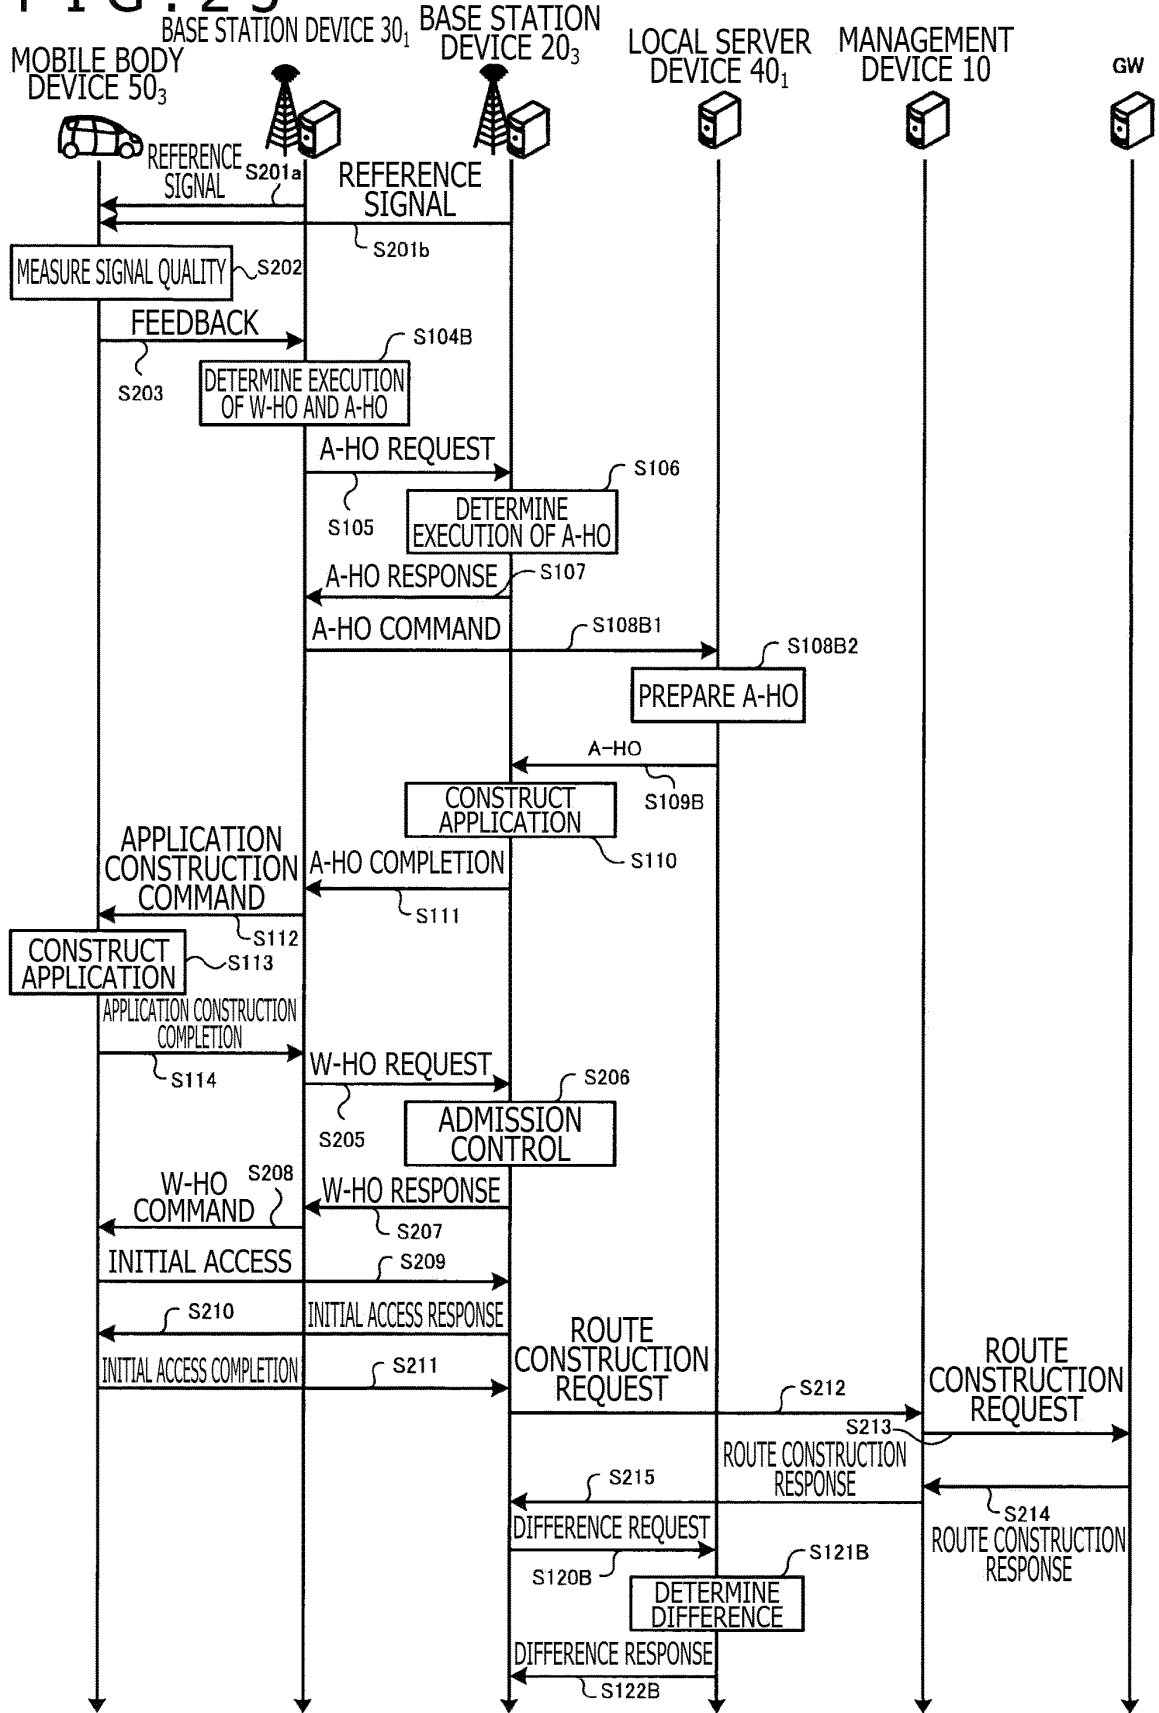 FIG.25
MOBILE BODY
DEVICE 50₃
BASE STATION DEVICE 30₁
BASE STATION
DEVICE 20₃
LOCAL SERVER
DEVICE 40₁
MANAGEMENT
DEVICE 10
GW
REFERENCE
SIGNAL
S201a
REFERENCE
SIGNAL
S201b
MEASURE SIGNAL QUALITY
S202
FEEDBACK
S203
S104B
DETERMINE EXECUTION
OF W-HO AND A-HO
A-HO REQUEST
S105
S106
DETERMINE
EXECUTION OF A-HO
A-HO RESPONSE
S107
A-HO COMMAND
S108B1
S108B2
PREPARE A-HO
A-HO
S109B
CONSTRUCT
APPLICATION
S110
A-HO COMPLETION
S111
APPLICATION
CONSTRUCTION
COMMAND
S112
CONSTRUCT
APPLICATION
S113
APPLICATION CONSTRUCTION
COMPLETION
S114
W-HO REQUEST
S205
S206
ADMISSION
CONTROL
W-HO RESPONSE
S207
W-HO
COMMAND
S208
INITIAL ACCESS
S209
S210
INITIAL ACCESS RESPONSE
INITIAL ACCESS COMPLETION
S211
ROUTE
CONSTRUCTION
REQUEST
S212
ROUTE
CONSTRUCTION
REQUEST
S213
ROUTE CONSTRUCTION
RESPONSE
S215
S214
ROUTE CONSTRUCTION
RESPONSE
DIFFERENCE REQUEST
S120B
S121B
DETERMINE
DIFFERENCE
DIFFERENCE RESPONSE
S122B